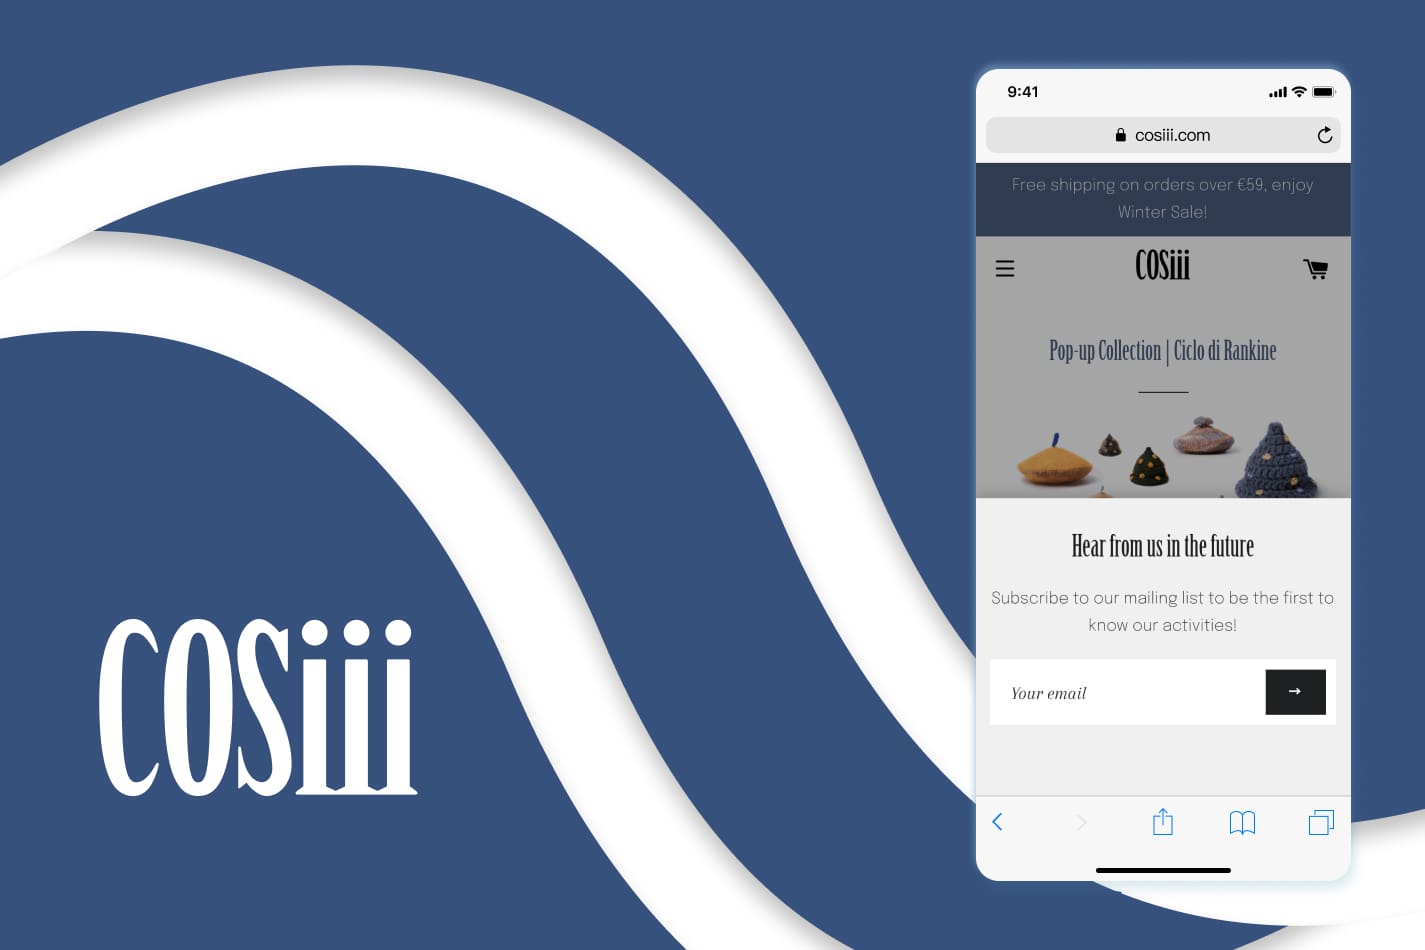 COSiii
9:41
cosiii.com
Free shipping on orders over €59, enjoy
Winter Sale!
COSiii
Pop-up Collection | Ciclo di Rankine
Hear from us in the future
Subscribe to our mailing list to be the first to
know our activities!
Your email